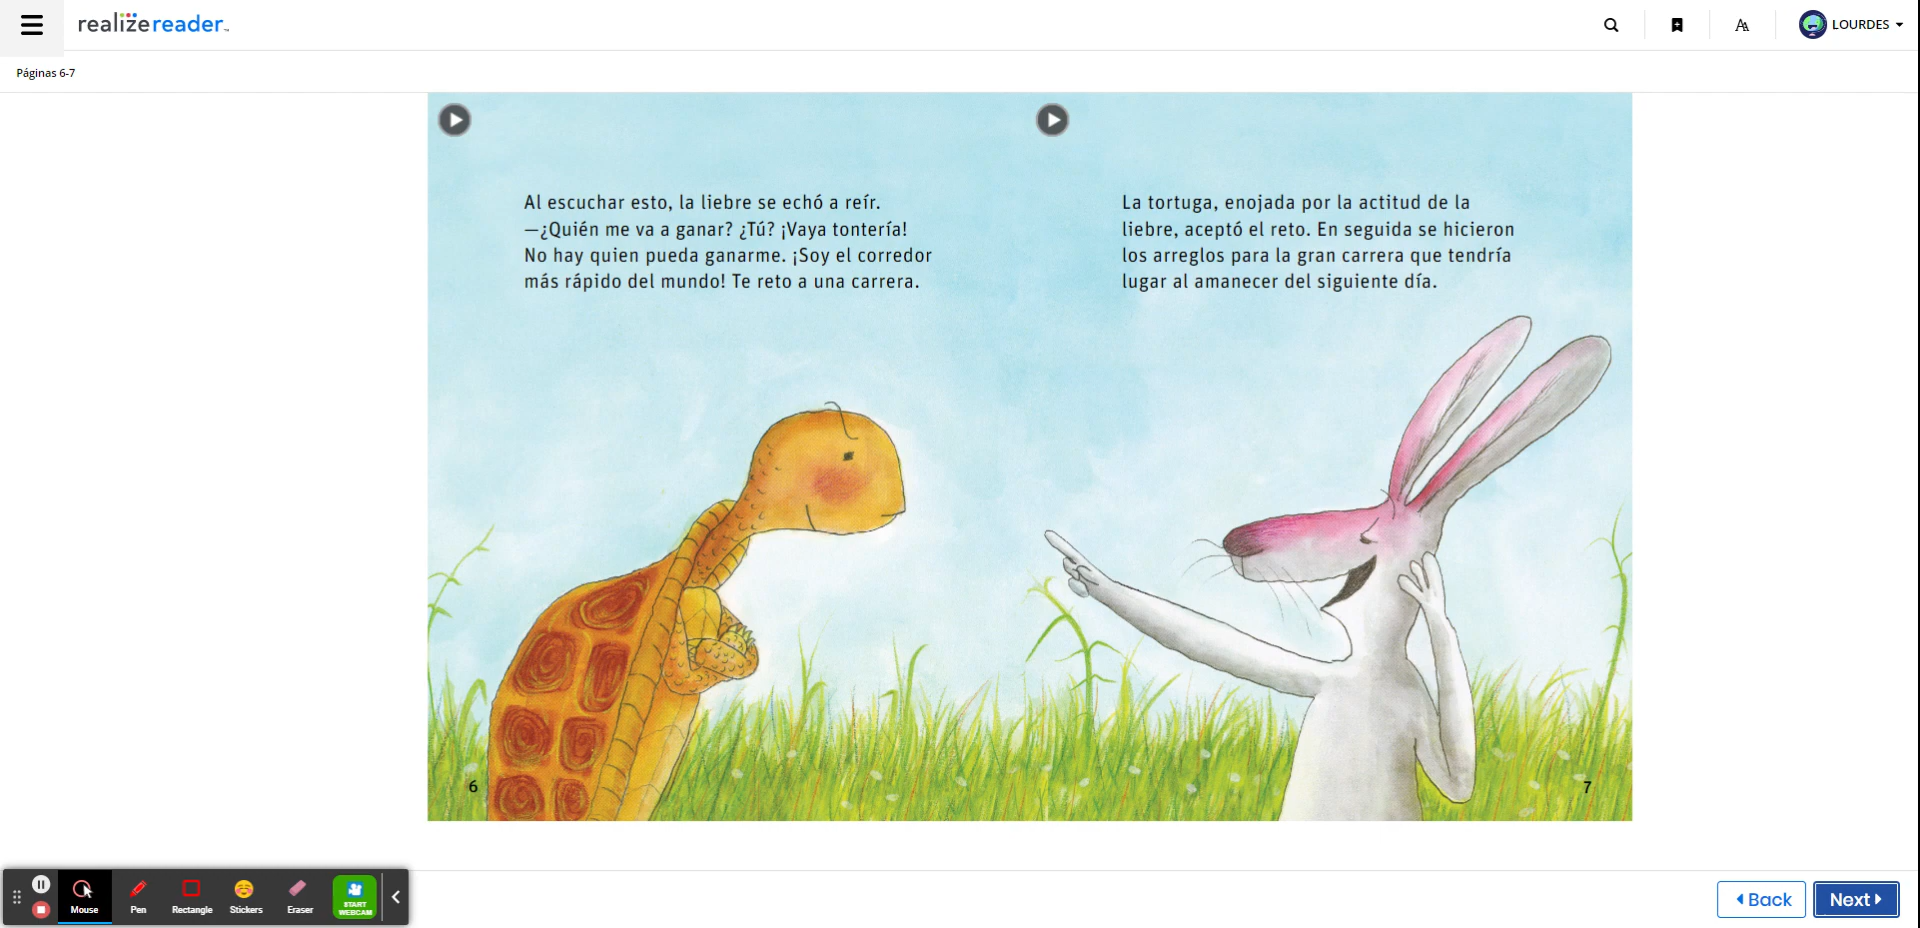 realizereader™
LOURDES
Páginas 6-7
Al escuchar esto, la liebre se echó a reír.
—¿Quién me va a ganar? ¿Tú? ¡Vaya tontería!
No hay quien pueda ganarme. ¡Soy el corredor
más rápido del mundo! Te reto a una carrera.
6
La tortuga, enojada por la actitud de la
liebre, aceptó el reto. En seguida se hicieron
los arreglos para la gran carrera que tendría
lugar al amanecer del siguiente día.
7
Mouse
Pen
Rectangle
Stickers
Eraser
START
WEBCAM
Back
Next